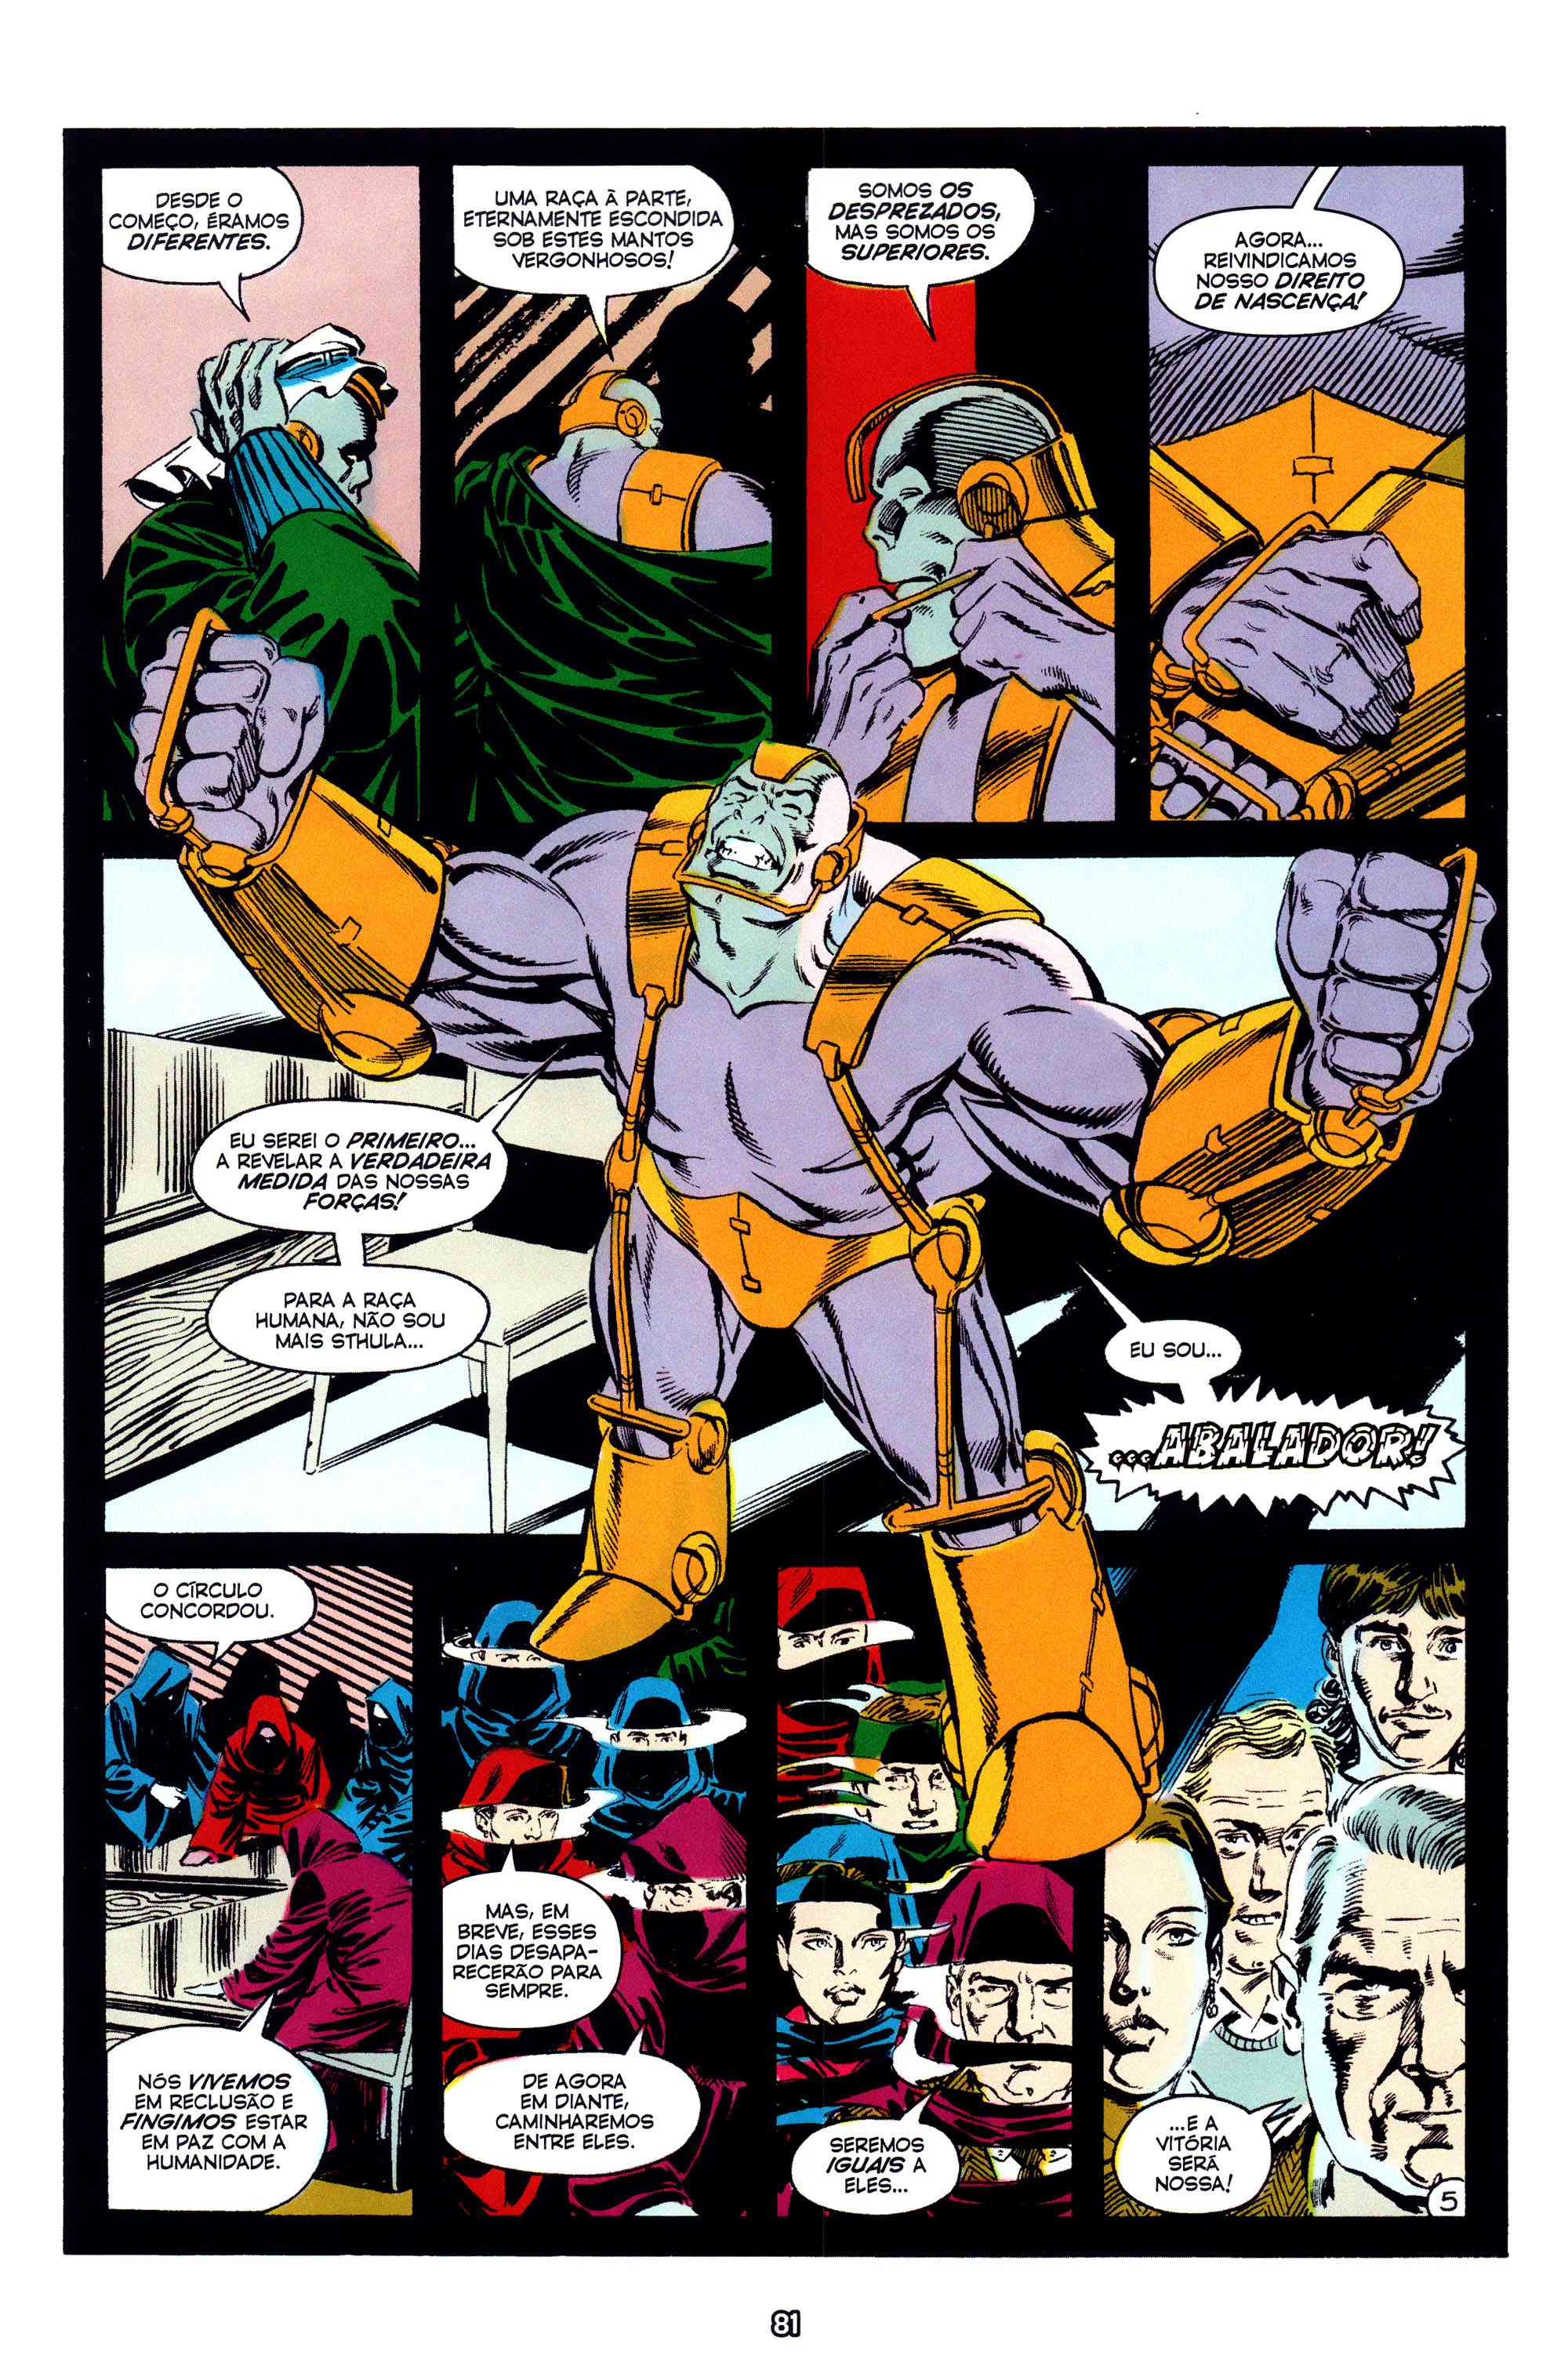 DESDE O
COMEÇO, ÉRAMOS
DIFERENTES.
UMA RAÇA À PARTE,
ETERNAMENTE ESCONDIDA
SOB ESTES MANTOS
VERGONHOSOS!
SOMOS OS
DESPREZADOS,
MAS SOMOS OS
SUPERIORES.
AGORA...
REIVINDICAMOS
NOSSO DIREITO
DE NASCENÇA!
EU SEREI O PRIMEIRO...
A REVELAR A VERDADEIRA
MEDIDA DAS NOSSAS
FORÇAS!
PARA A RAÇA
HUMANA, NÃO SOU
MAIS STHULA...
EU SOU...
...ABALADOR!
O CÍRCULO
CONCORDOU.
NÓS VIVEMOS
EM RECLUSÃO E
FINGIMOS ESTAR
EM PAZ COM A
HUMANIDADE.
MAS, EM
BREVE, ESSES
DIAS DESAPA-
RECERÃO PARA
SEMPRE.
DE AGORA
EM DIANTE,
CAMINHAREMOS
ENTRE ELES.
SEREMOS
IGUAIS A
ELES...
...E A
VITÓRIA
SERÁ
NOSSA!
5
81